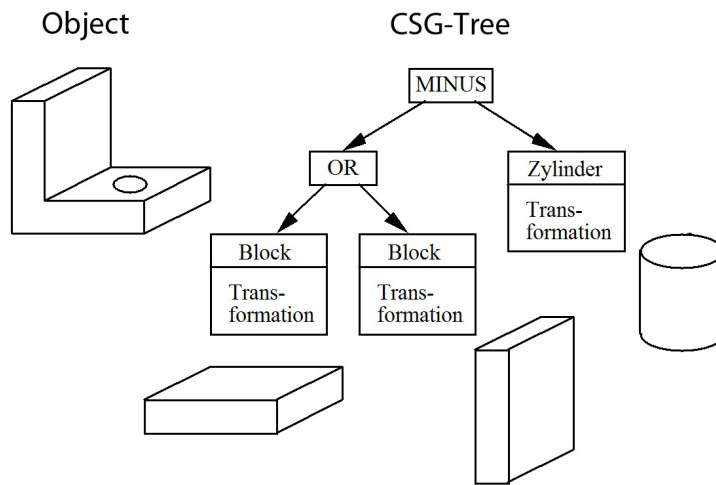 Object
CSG-Tree
MINUS
OR
Zylinder
Trans-
formation
Block
Trans-
formation
Block
Trans-
formation